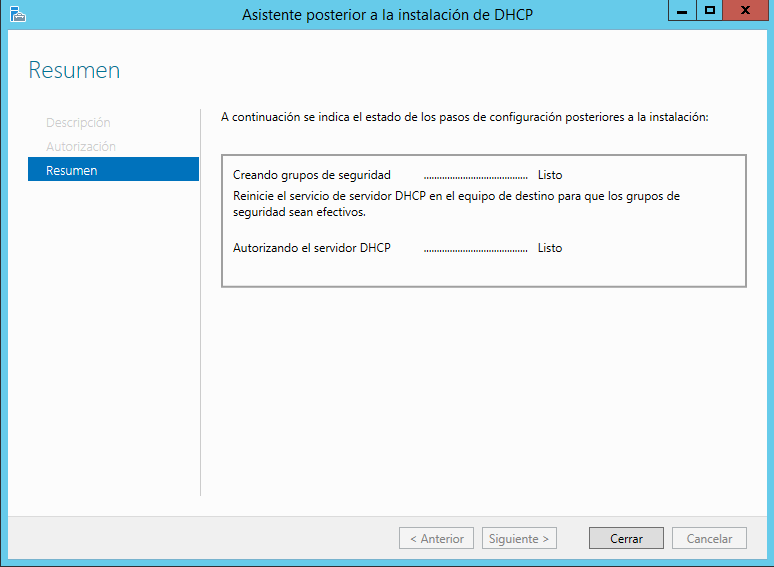 Asistente posterior a la instalación de DHCP
Resumen
Descripción
Autorización
Resumen
A continuación se indica el estado de los pasos de configuración posteriores a la instalación:
Creando grupos de seguridad ........................................ Listo
Reinicie el servicio de servidor DHCP en el equipo de destino para que los grupos de
seguridad sean efectivos.
Autorizando el servidor DHCP ........................................ Listo
< Anterior
Siguiente >
Cerrar
Cancelar